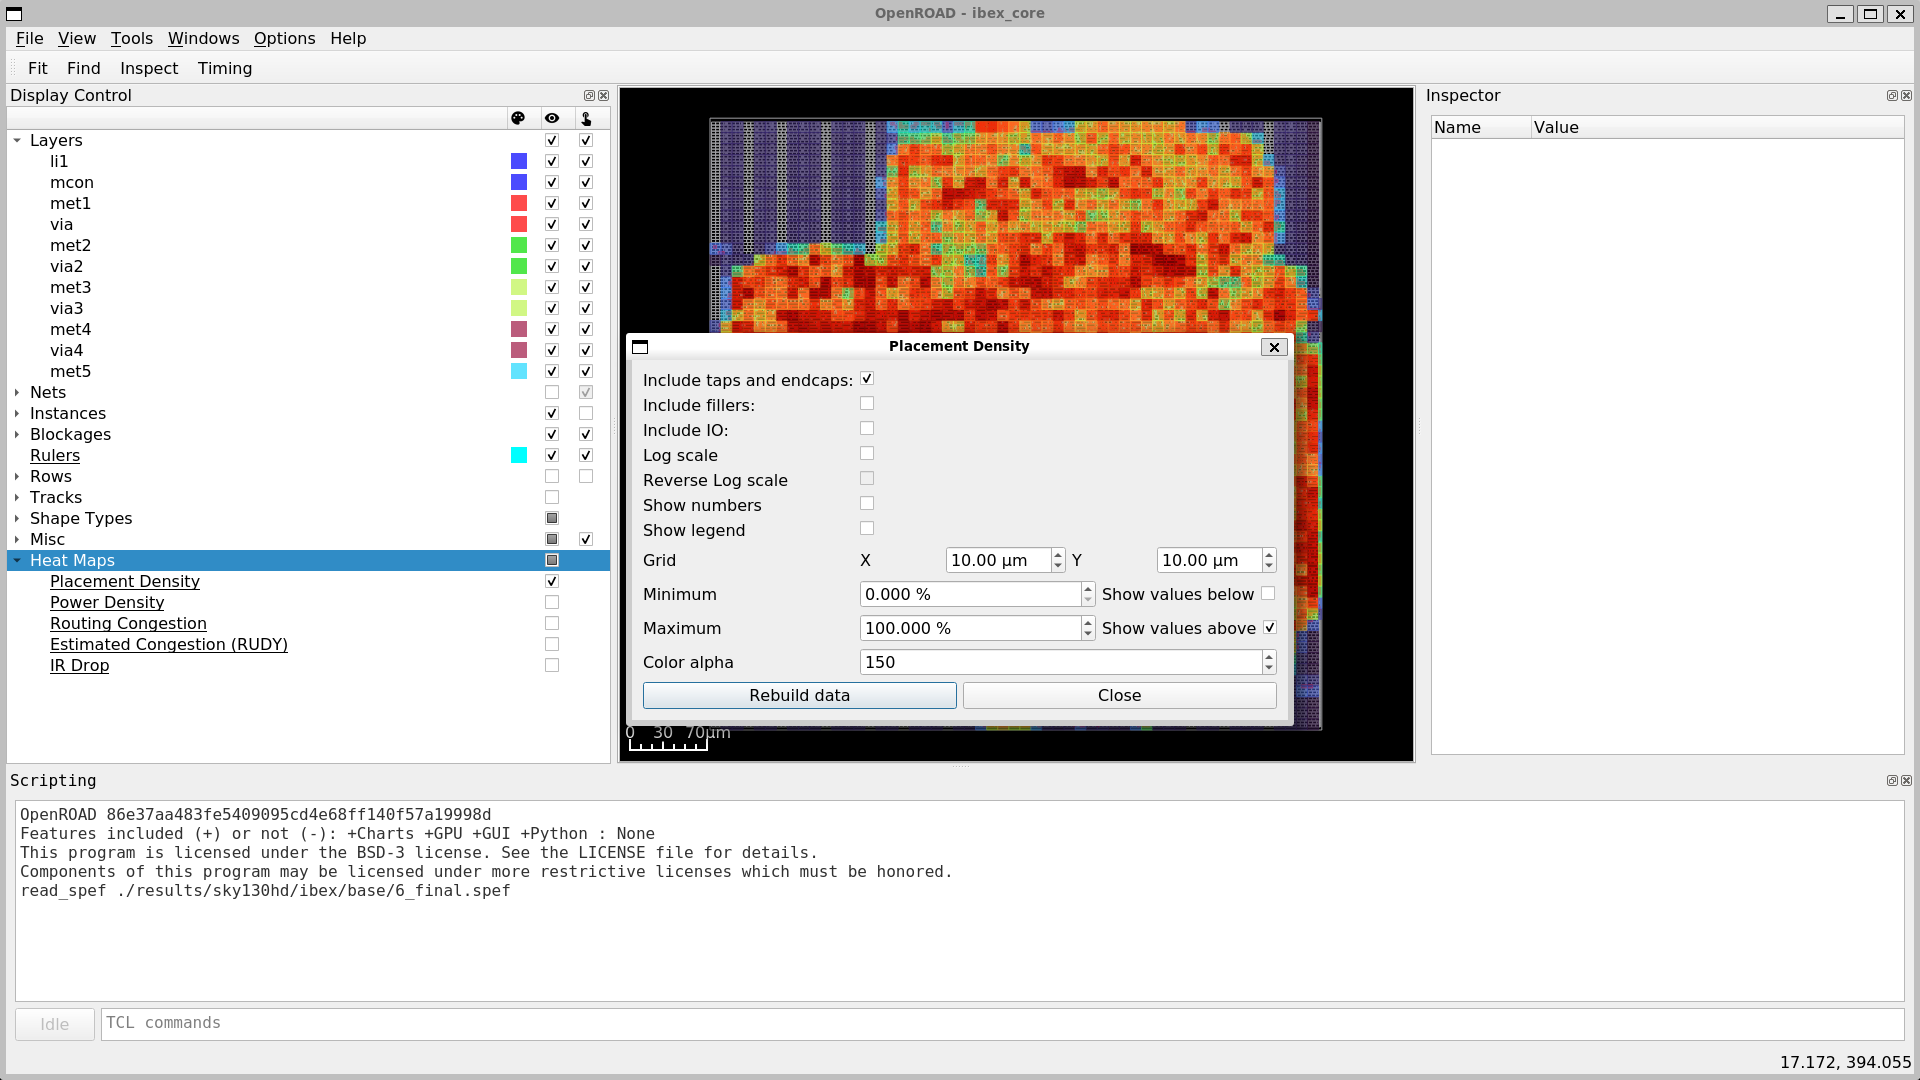 OpenROAD - ibex_core
File View Tools Windows Options Help
Fit Find Inspect Timing
Display Control
Layers
li1
mcon
met1
via
met2
via2
met3
via3
met4
via4
met5
Nets
Instances
Blockages
Rulers
Rows
Tracks
Shape Types
Misc
Heat Maps
Placement Density
Power Density
Routing Congestion
Estimated Congestion (RUDY)
IR Drop
Placement Density
Include taps and endcaps:
Include fillers:
Include IO:
Log scale
Reverse Log scale
Show numbers
Show legend
Grid X 10.00 µm Y 10.00 µm
Minimum 0.000 % Show values below
Maximum 100.000 % Show values above
Color alpha 150
Rebuild data Close
0 30 70µm
Inspector
Name Value
Scripting
OpenROAD 86e37aa483fe5409095cd4e68ff140f57a19998d
Features included (+) or not (-): +Charts +GPU +GUI +Python : None
This program is licensed under the BSD-3 license. See the LICENSE file for details.
Components of this program may be licensed under more restrictive licenses which must be honored.
read_spef ./results/sky130hd/ibex/base/6_final.spef
Idle TCL commands
17.172, 394.055